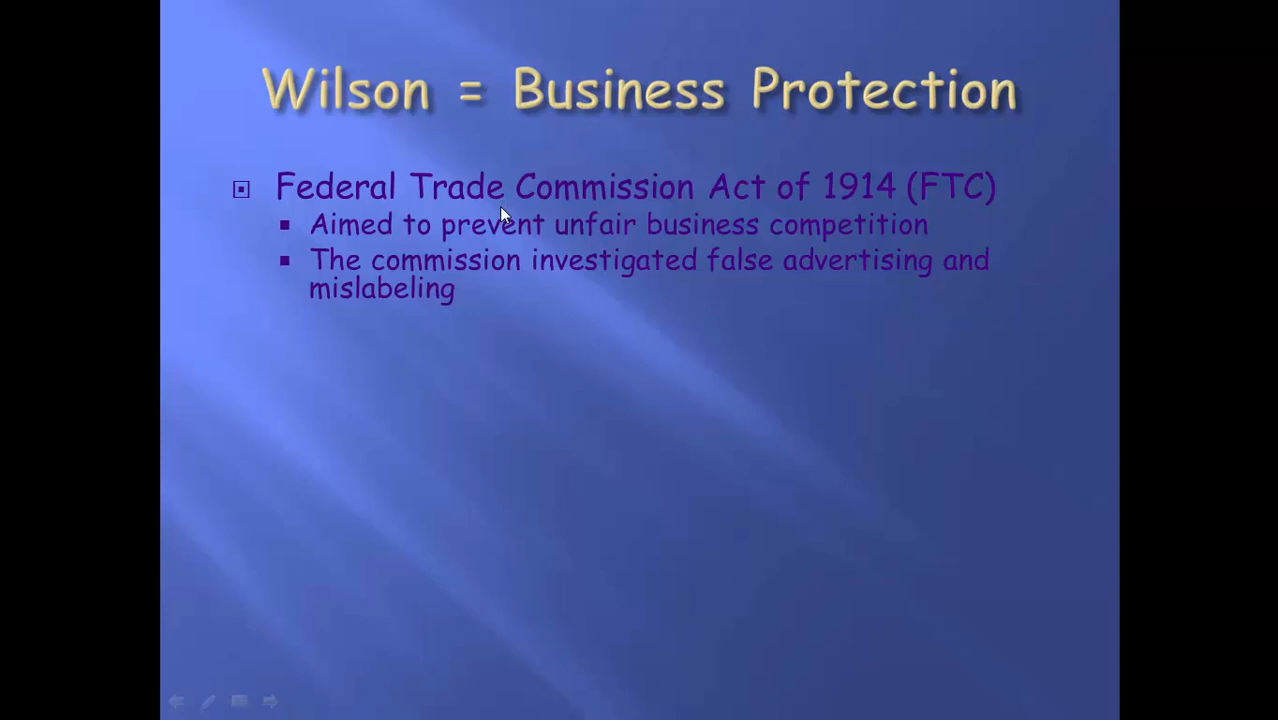 Wilson = Business Protection
Federal Trade Commission Act of 1914 (FTC)
Aimed to prevent unfair business competition
The commission investigated false advertising and
mislabeling